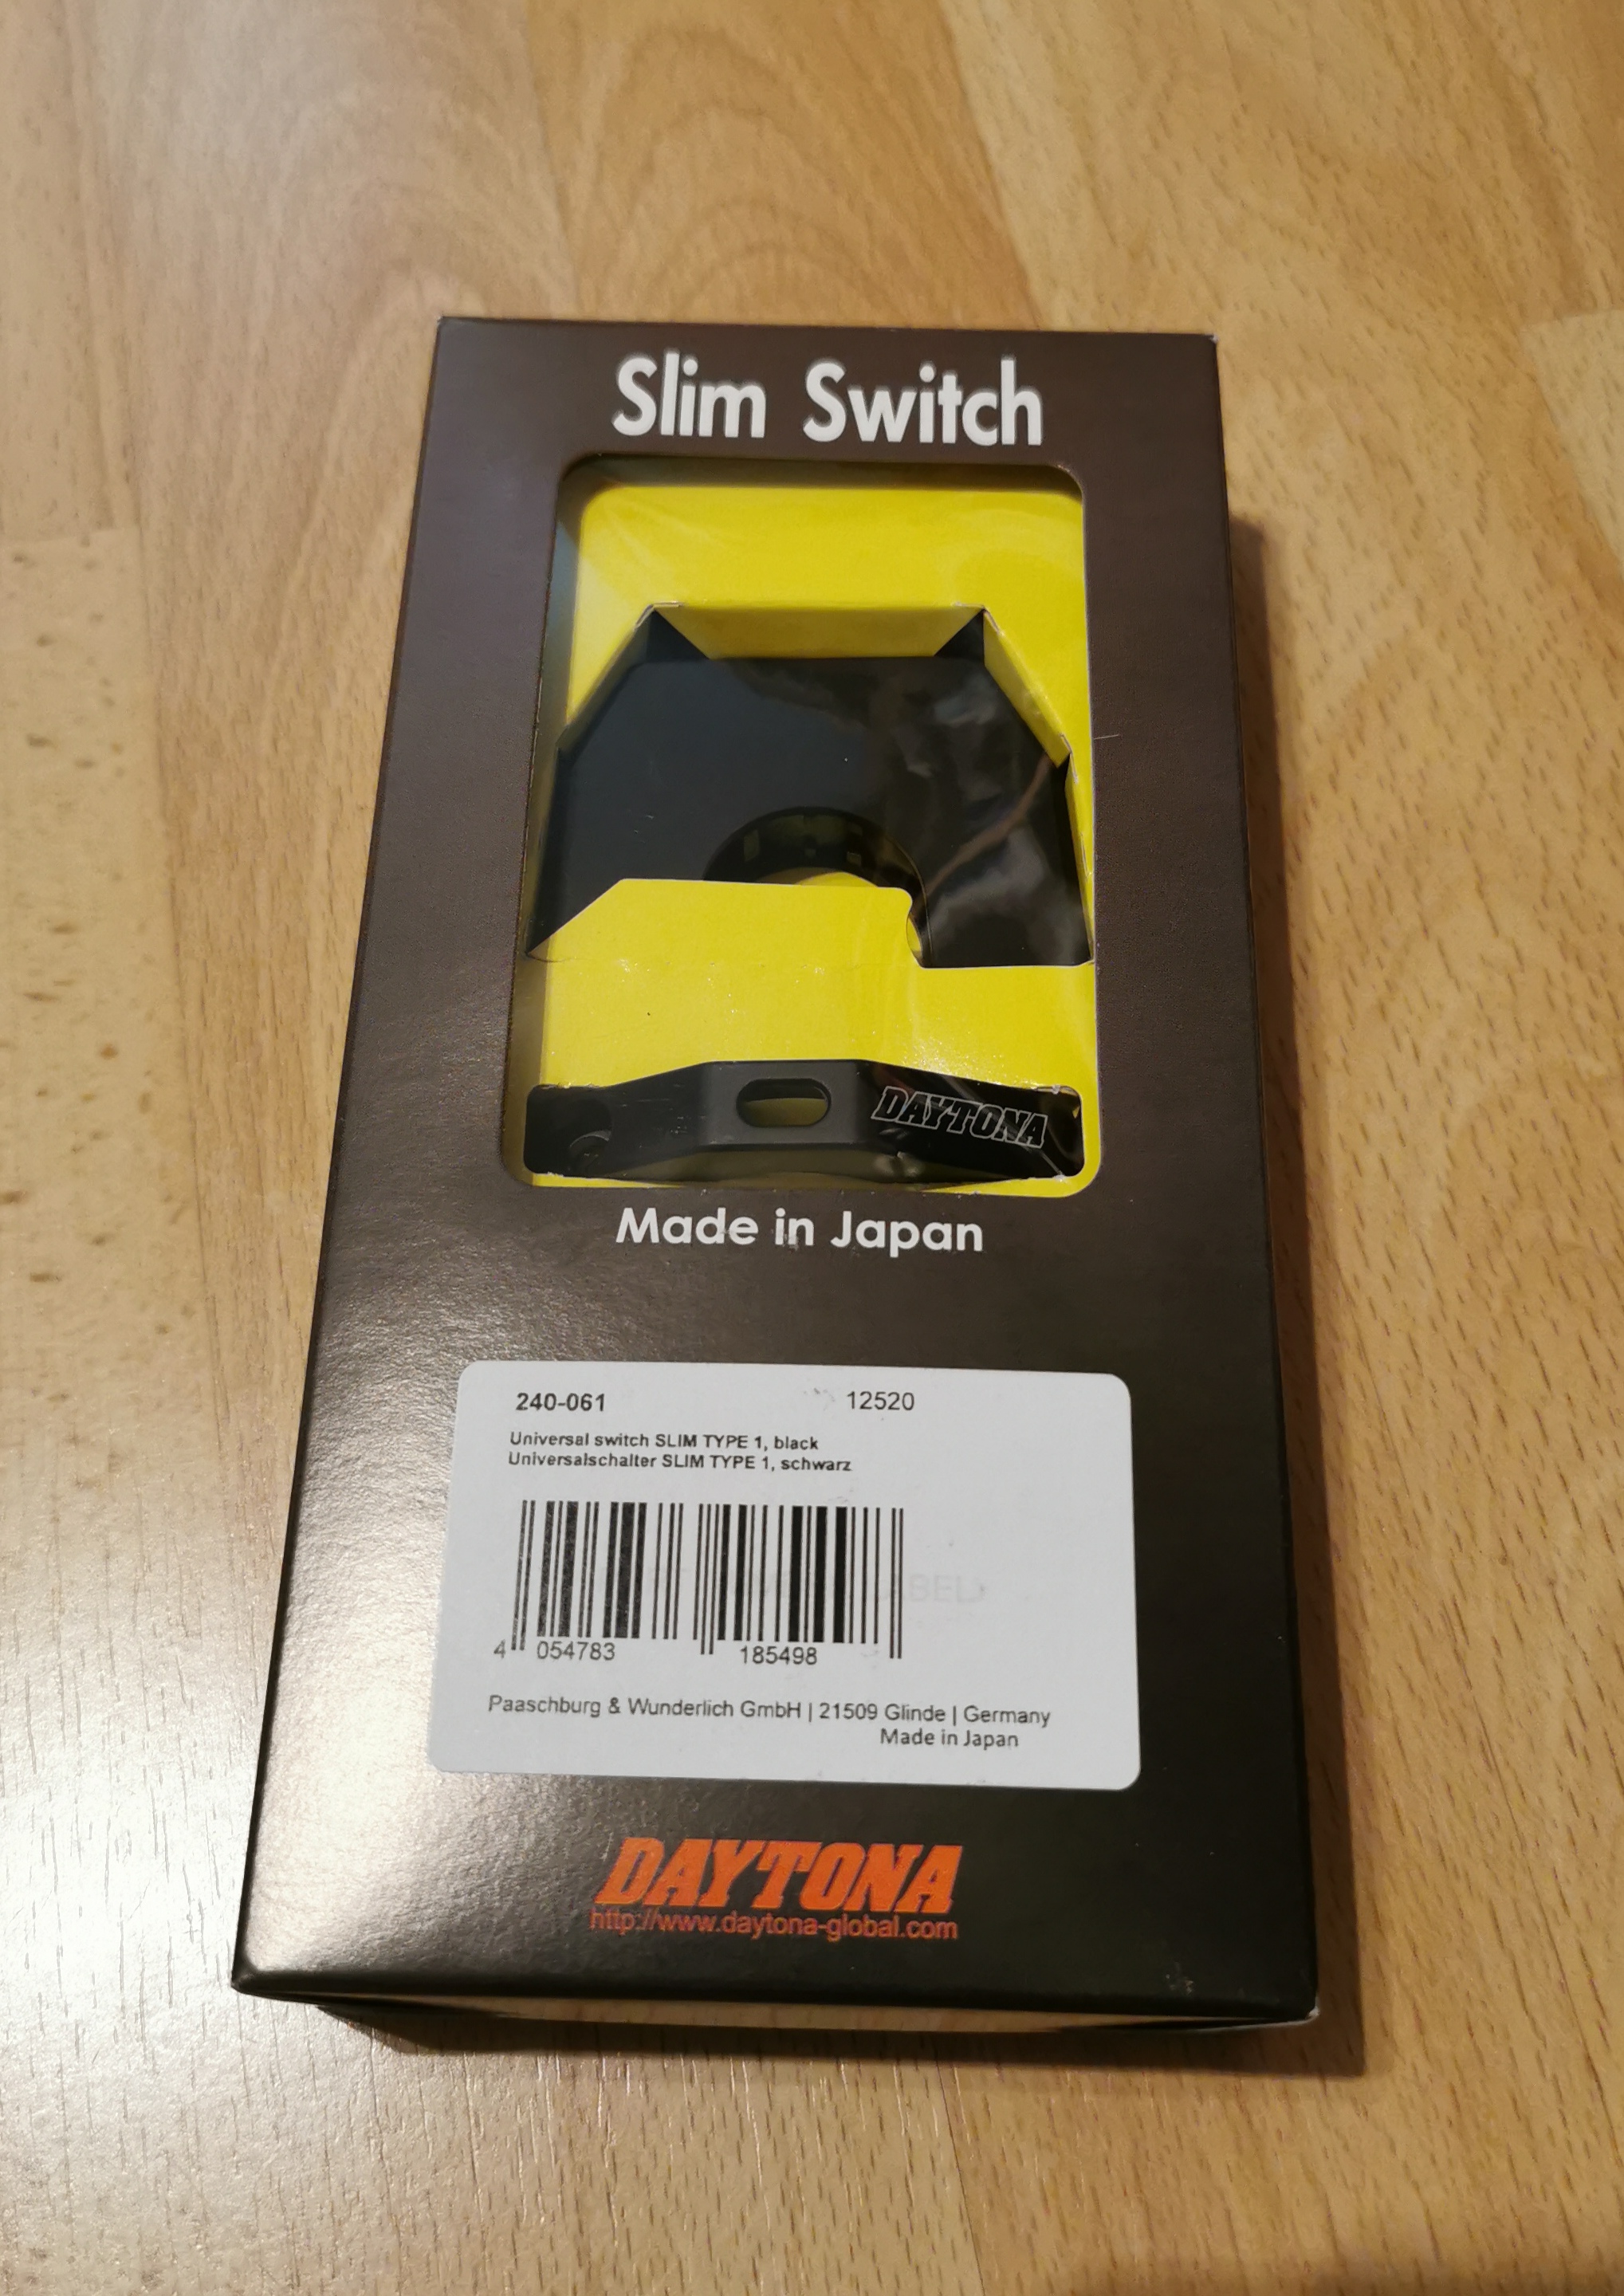 Slim Switch
DAYTONA
Made in Japan
240-061 12520
Universal switch SLIM TYPE 1, black
Universalschalter SLIM TYPE 1, schwarz
4 054783 185498
Paaschburg & Wunderlich GmbH | 21509 Glinde | Germany
Made in Japan
DAYTONA
http://www.daytona-global.com